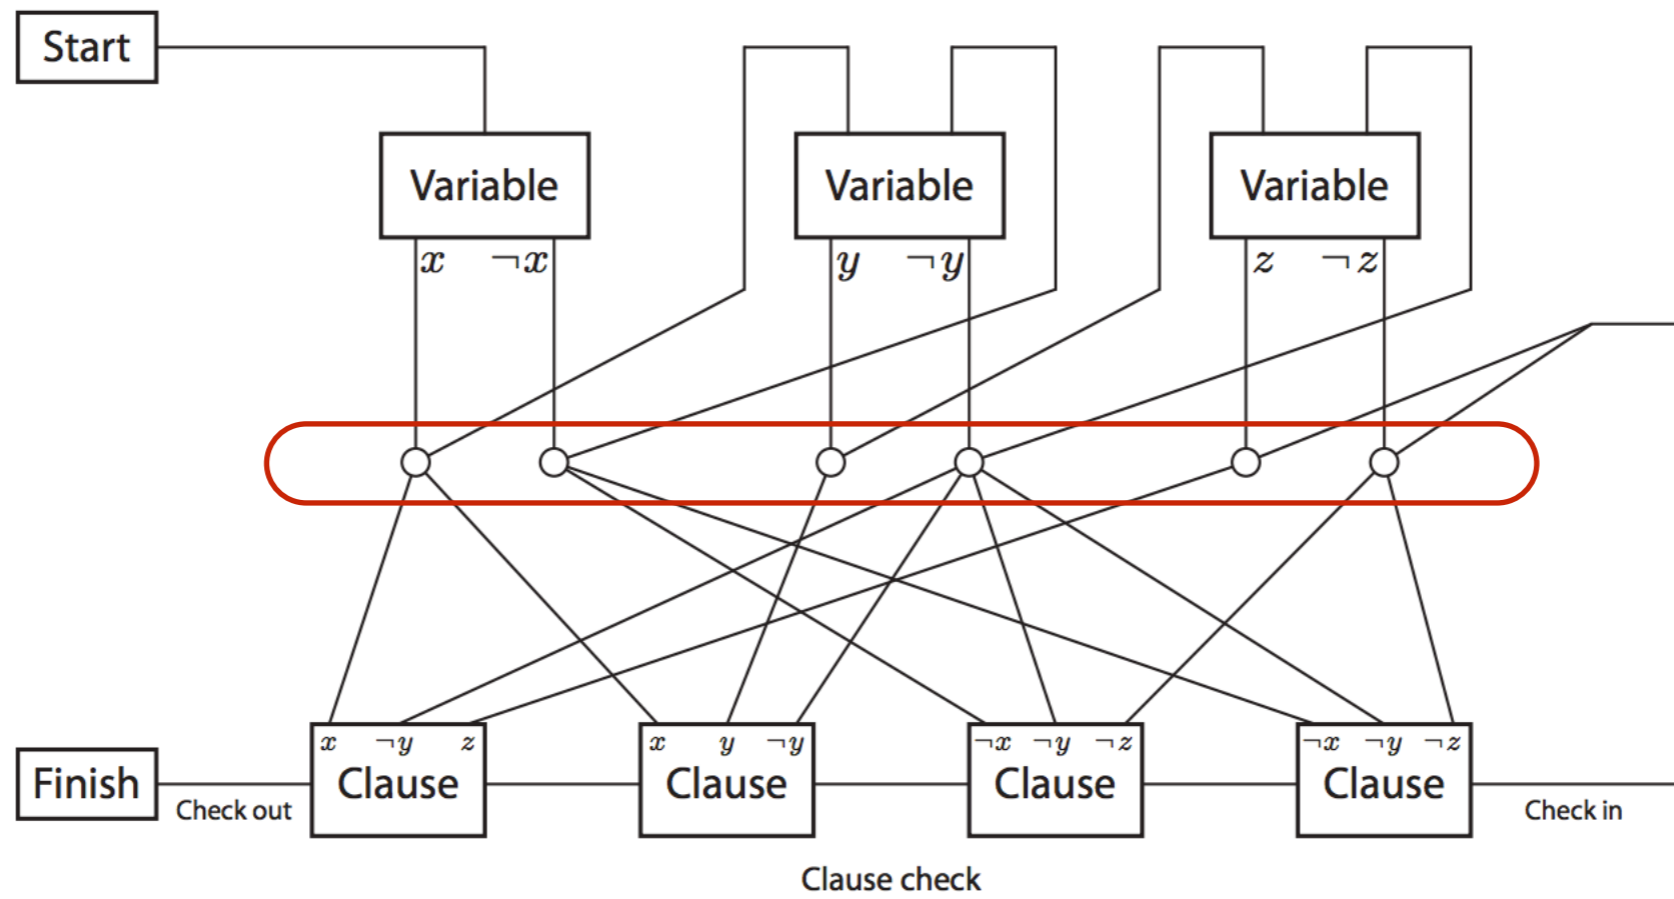 Start
Variable
Variable
Variable
x ¬x
y ¬y
z ¬z
x ¬y z
x y ¬y
¬x ¬y ¬z
¬x ¬y ¬z
Finish
Clause
Clause
Clause
Clause
Check out
Check in
Clause check